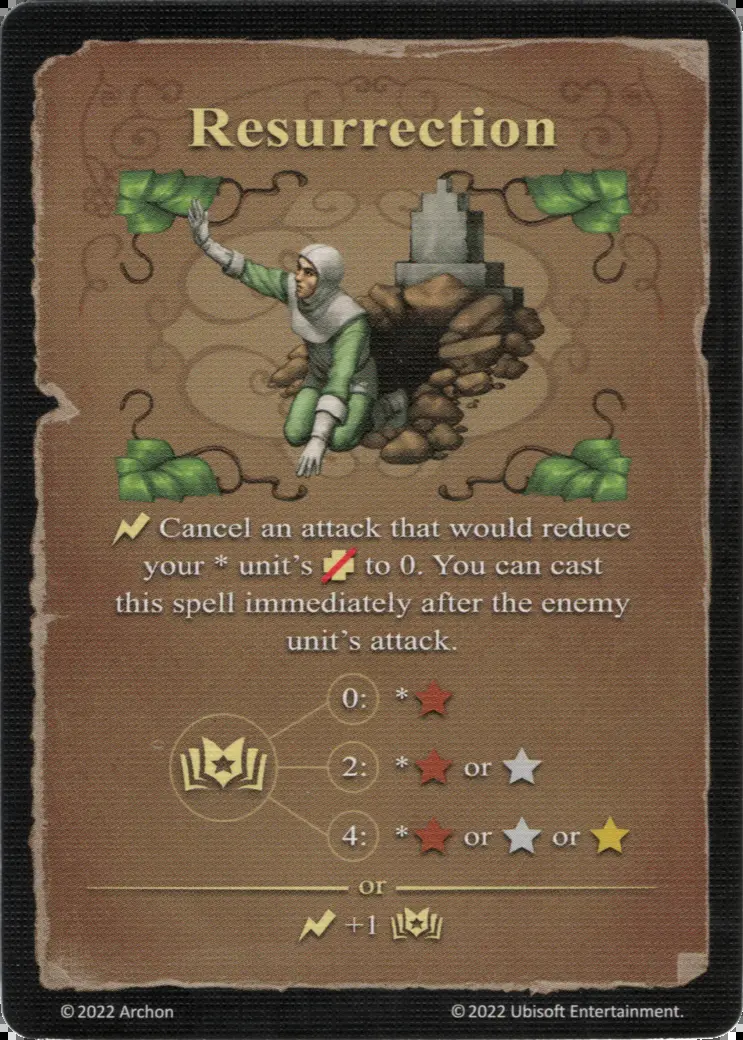 Resurrection
Cancel an attack that would reduce
your * unit's to 0. You can cast
this spell immediately after the enemy
unit's attack.
0: *
2: * or
4: * or or
or
+1
© 2022 Archon © 2022 Ubisoft Entertainment.